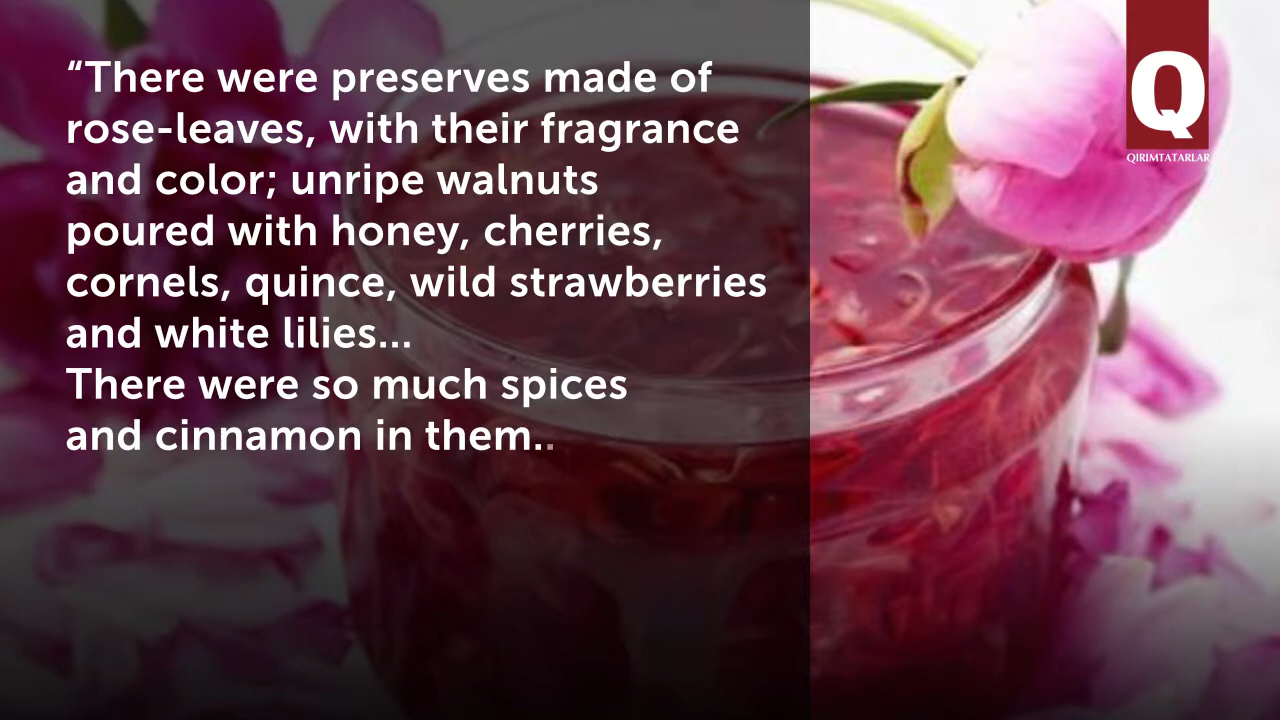 “There were preserves made of
rose-leaves, with their fragrance
and color; unripe walnuts
poured with honey, cherries,
cornels, quince, wild strawberries
and white lilies...
There were so much spices
and cinnamon in them..
Q
QIRIMTATARLAR